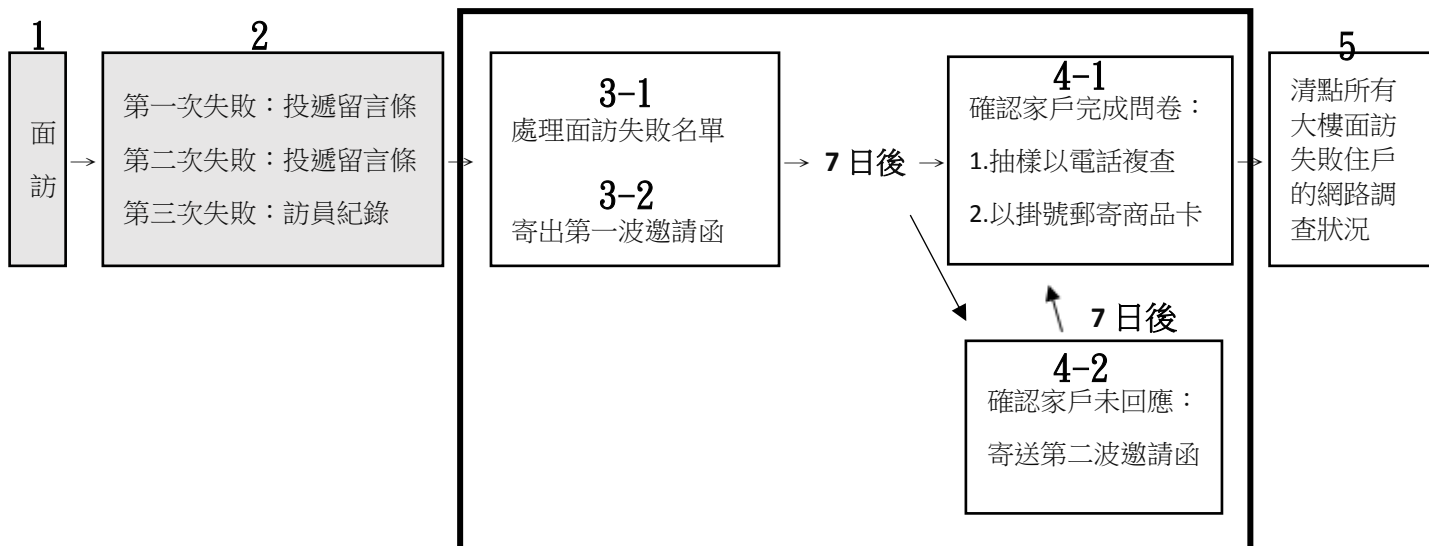 1
面
訪
→
2
第一次失敗：投遞留言條
第二次失敗：投遞留言條
第三次失敗：訪員紀錄
→
3-1
處理面訪失敗名單
3-2
寄出第一波邀請函
→ 7 日後 →
4-1
確認家戶完成問卷：
1.抽樣以電話複查
2.以掛號郵寄商品卡
7 日後
4-2
確認家戶未回應：
寄送第二波邀請函
→
5
清點所有
大樓面訪
失敗住戶
的網路調
查狀況